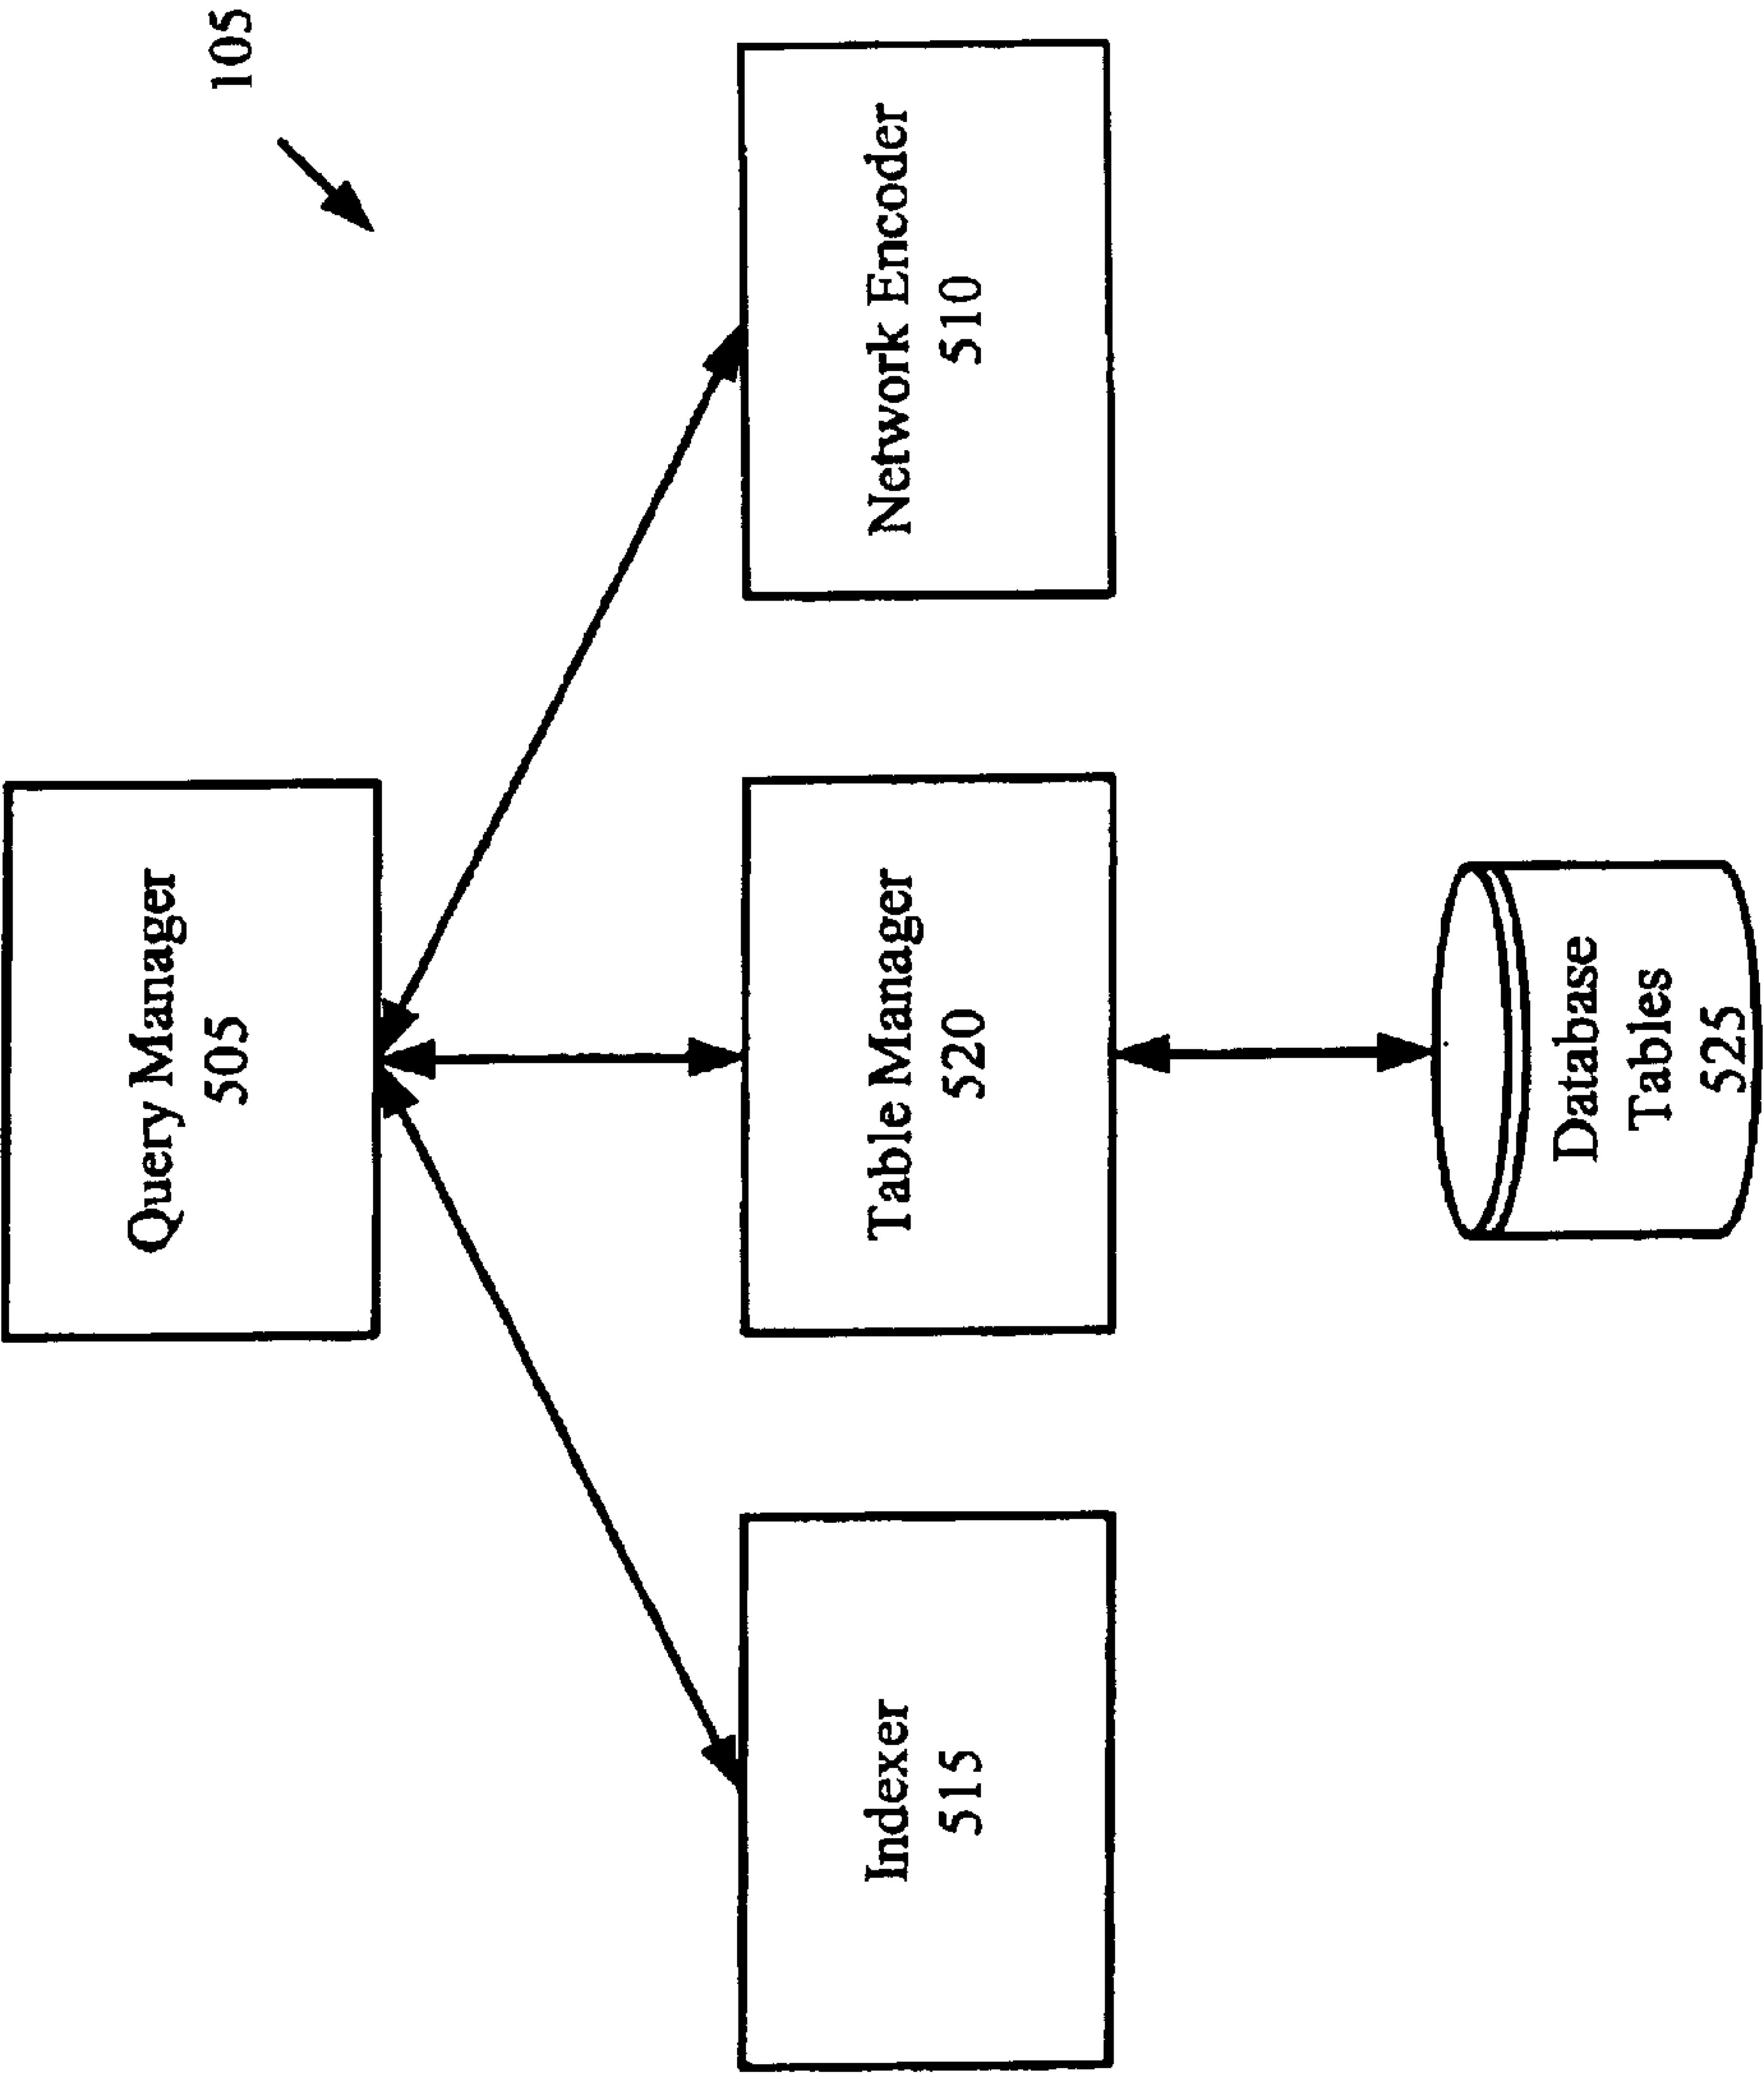 105
Query Manager
505
Indexer
515
Table Manager
520
Network Encoder
510
Database
Tables
525